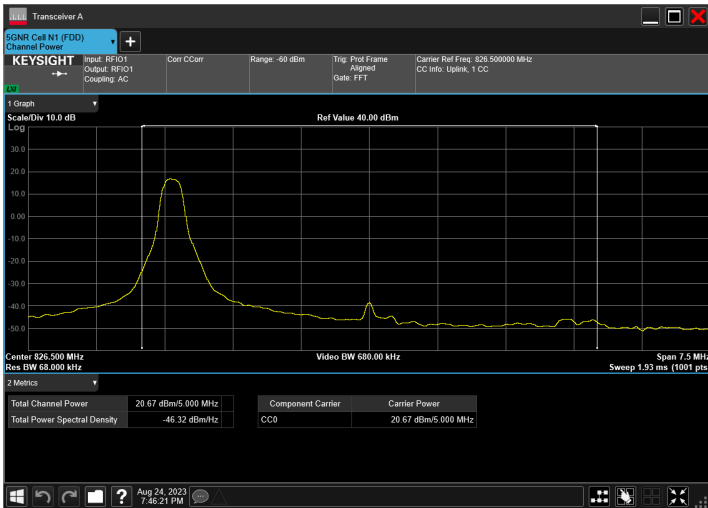 Transceiver A
5GNR Cell N1 (FDD)
Channel Power
+
KEYSIGHT
LXI
Input: RFIO1
Output: RFIO1
Coupling: AC
Corr CCorr
Range: -60 dBm
Trig: Prot Frame
Aligned
Gate: FFT
Carrier Ref Freq: 826.500000 MHz
CC Info: Uplink, 1 CC
1 Graph
Scale/Div 10.0 dB
Ref Value 40.00 dBm
Log
30.0
20.0
10.0
0.00
-10.0
-20.0
-30.0
-40.0
-50.0
Center 826.500 MHz
Video BW 680.00 kHz
Span 7.5 MHz
Res BW 68.000 kHz
Sweep 1.93 ms (1001 pts
2 Metrics
Total Channel Power 20.67 dBm/5.000 MHz
Total Power Spectral Density -46.32 dBm/Hz
Component Carrier Carrier Power
CC0 20.67 dBm/5.000 MHz
?
Aug 24, 2023
7:46:21 PM